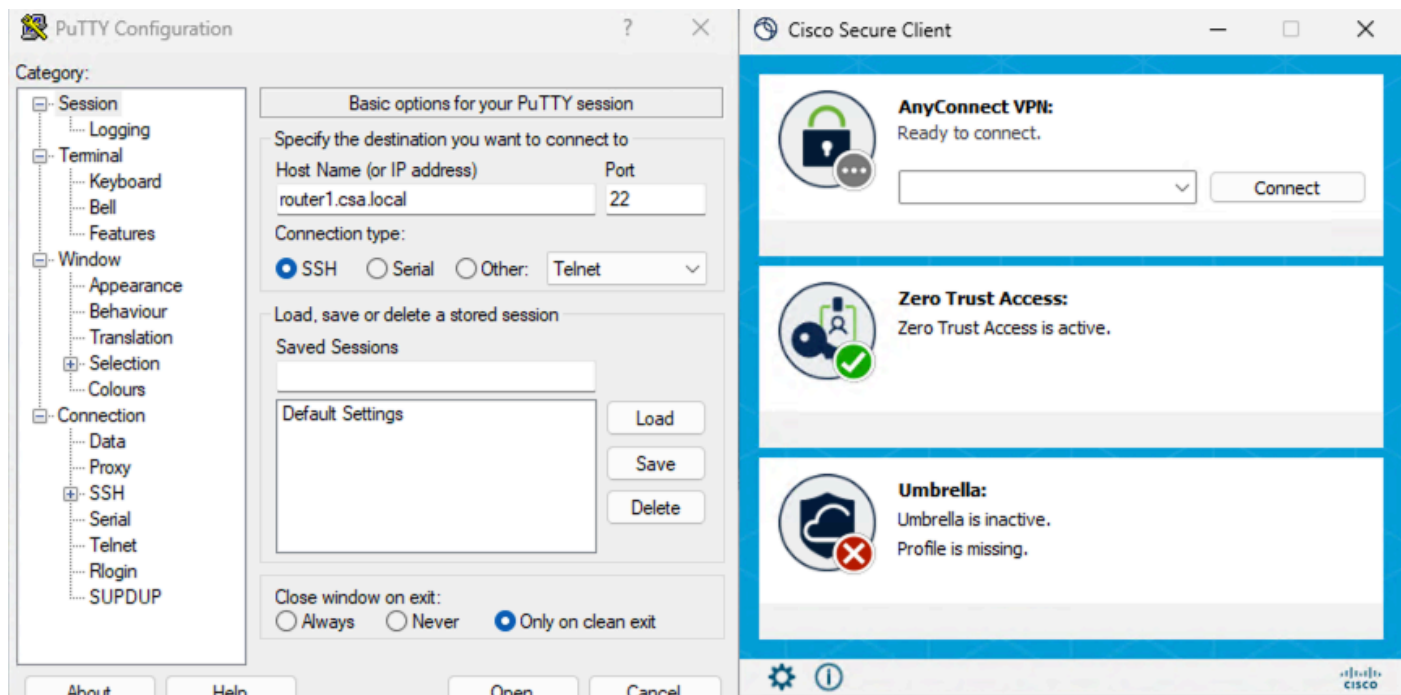 PuTTY Configuration
?
Category:
Session
Logging
Terminal
Keyboard
Bell
Features
Window
Appearance
Behaviour
Translation
Selection
Colours
Connection
Data
Proxy
SSH
Serial
Telnet
Rlogin
SUPDUP
Basic options for your PuTTY session
Specify the destination you want to connect to
Host Name (or IP address) Port
router1.csa.local 22
Connection type:
SSH Serial Other: Telnet
Load, save or delete a stored session
Saved Sessions
Default Settings
Load
Save
Delete
Close window on exit:
Always Never Only on clean exit
About Help Open Cancel
Cisco Secure Client
AnyConnect VPN:
Ready to connect.
Connect
Zero Trust Access:
Zero Trust Access is active.
Umbrella:
Umbrella is inactive.
Profile is missing.
CISCO